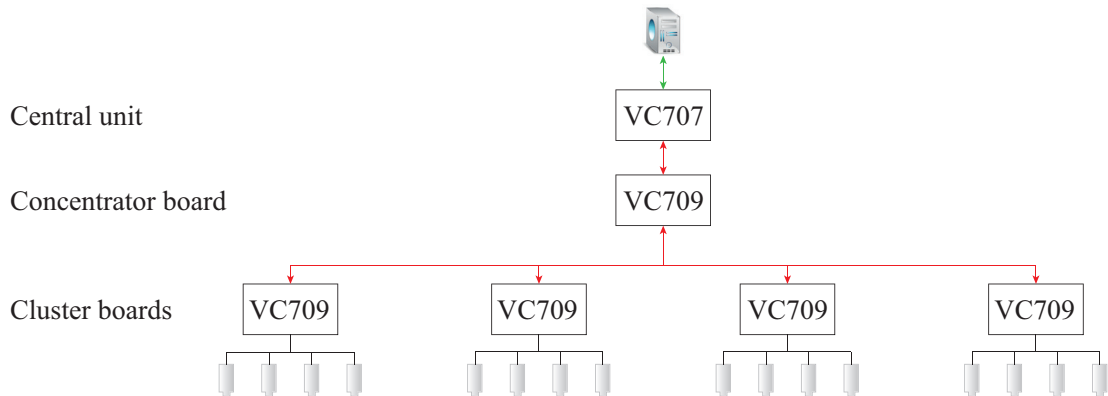 Central unit
VC707
Concentrator board
VC709
Cluster boards
VC709
VC709
VC709
VC709